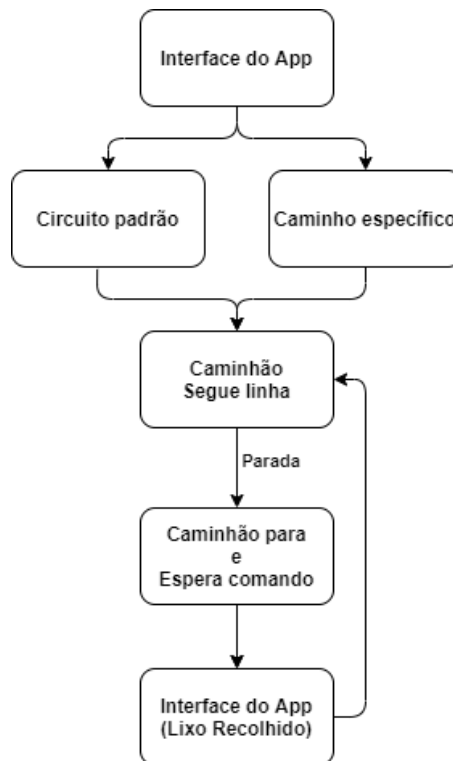 Interface do App
Circuito padrão
Caminho específico
Caminhão
Segue linha
Parada
Caminhão para
e
Espera comando
Interface do App
(Lixo Recolhido)